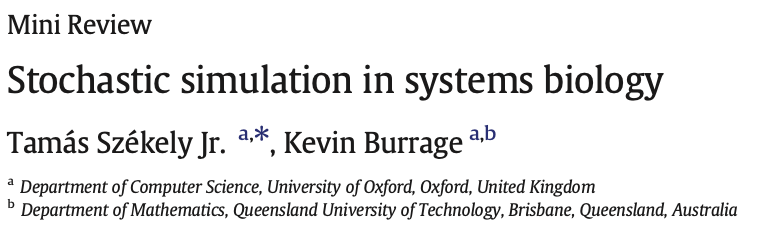 Mini Review
Stochastic simulation in systems biology
Tamás Székely Jr. a,*, Kevin Burrage a,b
a Department of Computer Science, University of Oxford, Oxford, United Kingdom
b Department of Mathematics, Queensland University of Technology, Brisbane, Queensland, Australia